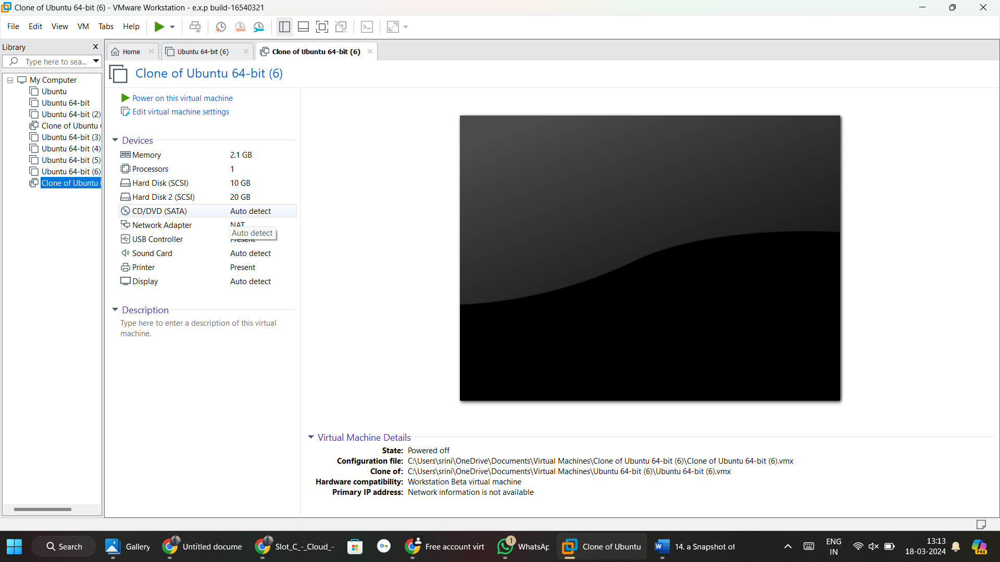 Clone of Ubuntu 64-bit (6) - VMware Workstation - e.x.p build-16540321
File Edit View VM Tabs Help
Library
Type here to sea...
My Computer
Ubuntu
Ubuntu 64-bit
Ubuntu 64-bit (2)
Clone of Ubuntu
Ubuntu 64-bit (3)
Ubuntu 64-bit (4)
Ubuntu 64-bit (5)
Ubuntu 64-bit (6)
Clone of Ubuntu
Home Ubuntu 64-bit (6) Clone of Ubuntu 64-bit (6)
Clone of Ubuntu 64-bit (6)
Power on this virtual machine
Edit virtual machine settings
Devices
Memory 2.1 GB
Processors 1
Hard Disk (SCSI) 10 GB
Hard Disk 2 (SCSI) 20 GB
CD/DVD (SATA) Auto detect
Network Adapter NAT
Auto detect
USB Controller Present
Sound Card Auto detect
Printer Present
Display Auto detect
Description
Type here to enter a description of this virtual
machine.
Virtual Machine Details
State: Powered off
Configuration file: C:\Users\srini\OneDrive\Documents\Virtual Machines\Clone of Ubuntu 64-bit (6)\Clone of Ubuntu 64-bit (6).vmx
Clone of: C:\Users\srini\OneDrive\Documents\Virtual Machines\Ubuntu 64-bit (6)\Ubuntu 64-bit (6).vmx
Hardware compatibility: Workstation Beta virtual machine
Primary IP address: Network information is not available
Search Gallery Untitled docume Slot_C_-_Cloud_- Free account virt 1 WhatsAp Clone of Ubuntu W 14. a Snapshot of
ENG
IN
13:13
18-03-2024
PRE